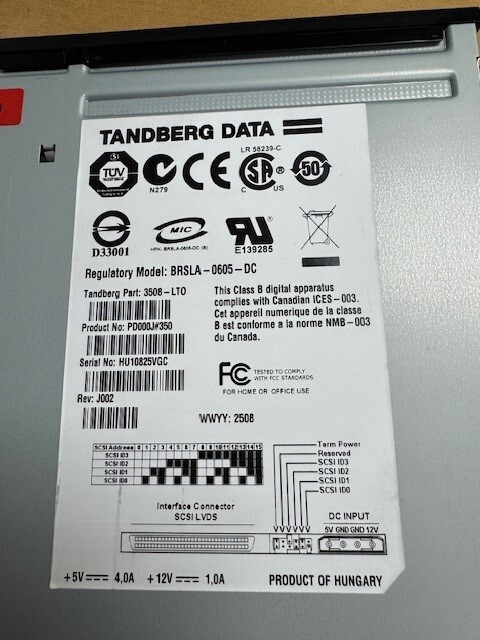 TANDBERG DATA
LR 58239-C
TÜV
N279
C US
50
D33001
MIC
E139285
Regulatory Model: BRSLA-0605-DC
Tandberg Part: 3508-LTO
Product No: PD000J#350
Serial No: HU10825VGC
Rev: J002
This Class B digital apparatus
complies with Canadian ICES-003.
Cet appareil numerique de la classe
B est conforme a la norme NMB-003
du Canada.
FC TESTED TO COMPLY
WITH FCC STANDARDS
FOR HOME OR OFFICE USE
WWYY: 2508
SCSI Address 0 1 2 3 4 5 6 7 8 9 10 11 12 13 14 15
SCSI ID3
SCSI ID2
SCSI ID1
SCSI ID0
Term Power
Reserved
SCSI ID3
SCSI ID2
SCSI ID1
SCSI ID0
Interface Connector
SCSI LVDS
DC INPUT
5V GND GND 12V
+5V 4,0A +12V 1,0A
PRODUCT OF HUNGARY